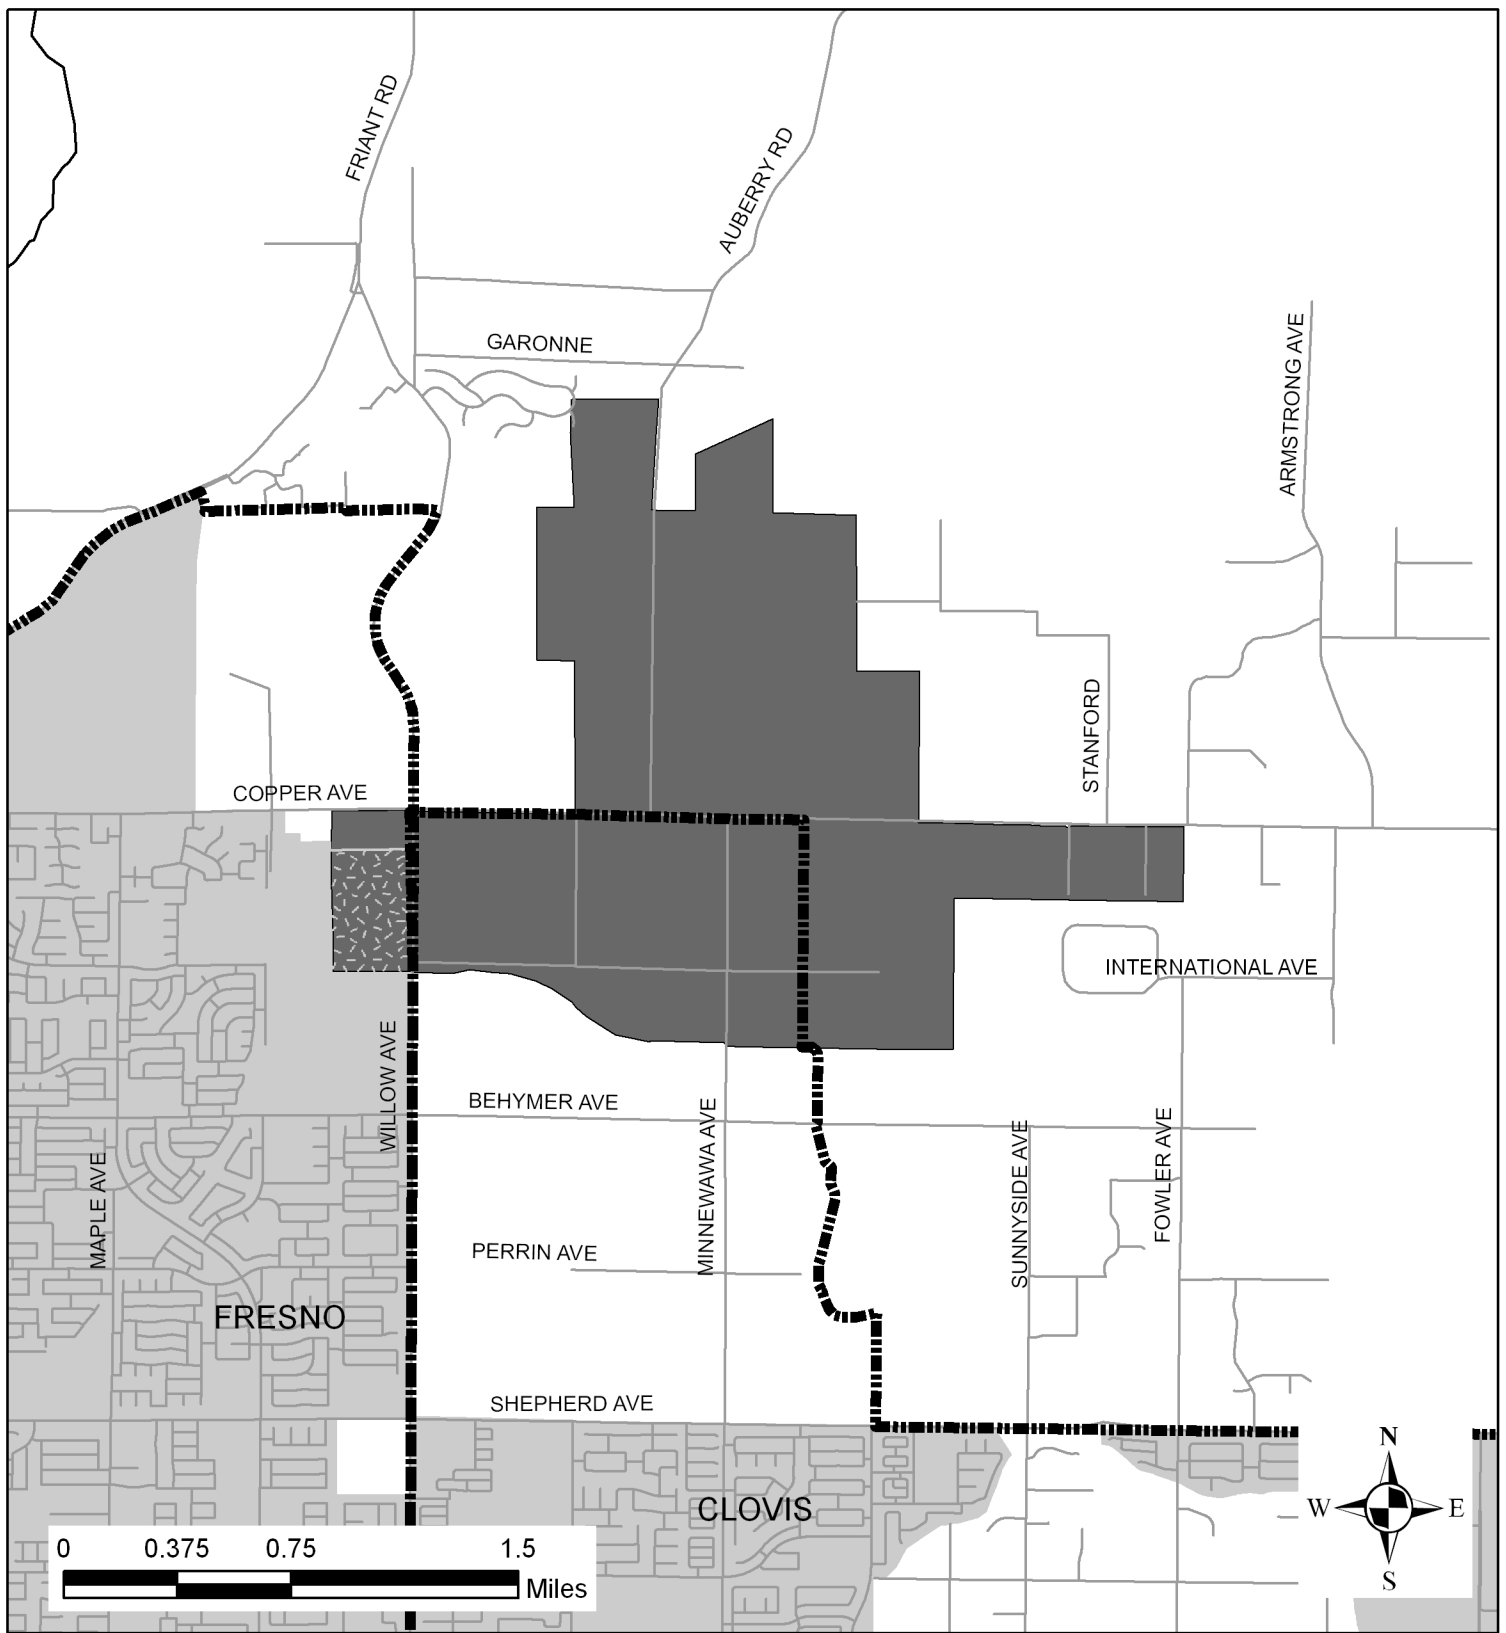 FRIANT RD
AUBERRY RD
GARONNE
ARMSTRONG AVE
STANFORD
COPPER AVE
INTERNATIONAL AVE
WILLOW AVE
BEHYMER AVE
MINNEWAWA AVE
SUNNYSIDE AVE
FOWLER AVE
MAPLE AVE
PERRIN AVE
FRESNO
SHEPHERD AVE
CLOVIS
N
W E
S
0 0.375 0.75 1.5
Miles